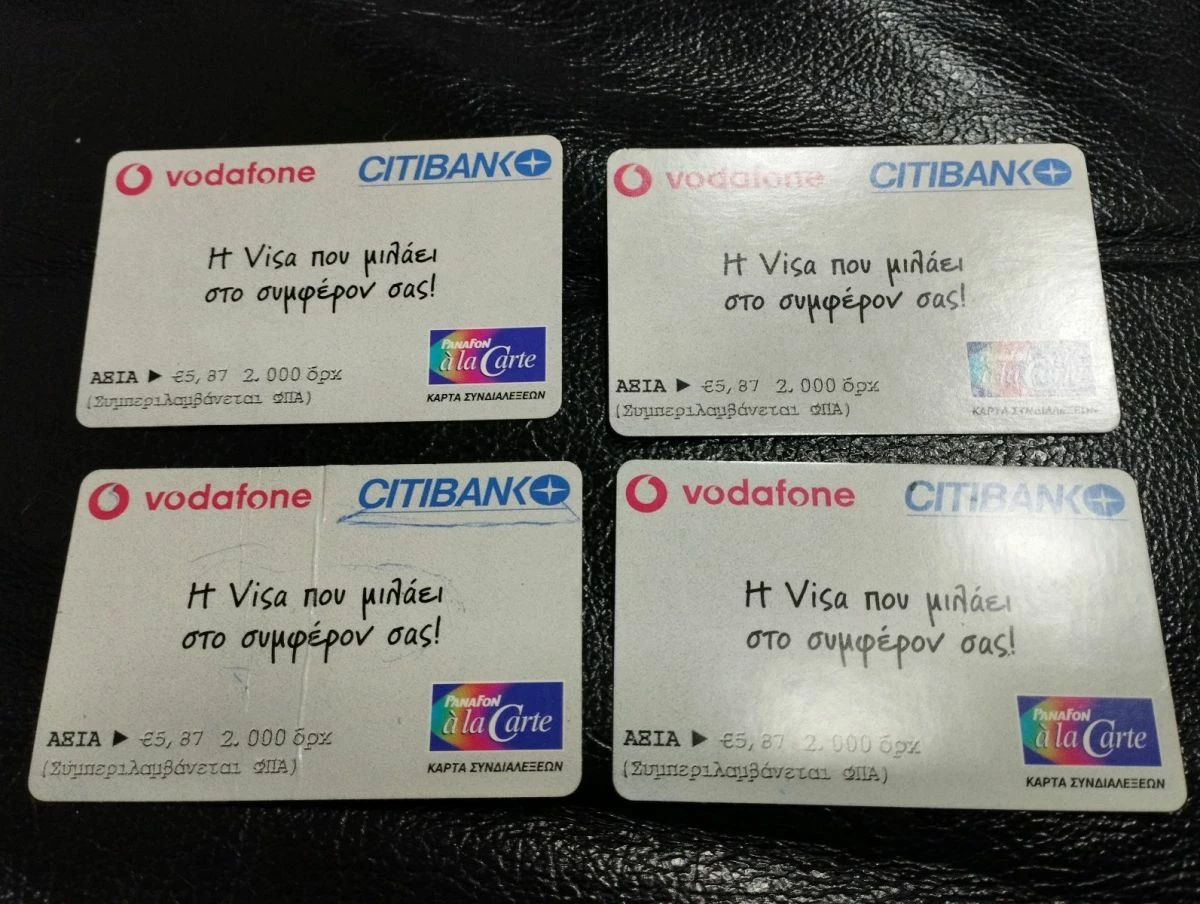 vodafone CITIBANK
Η Visa που μιλάει
στο συμφέρον σας!
PANAFON
à la Carte
ΑΞΙΑ ▶ €5,87 2.000 δρχ
(Συμπεριλαμβάνεται ΦΠΑ)
ΚΑΡΤΑ ΣΥΝΔΙΑΛΕΞΕΩΝ
vodafone CITIBANK
Η Visa που μιλάει
στο συμφέρον σας!
à la Carte
ΑΞΙΑ ▶ €5,87 2.000 δρχ
(Συμπεριλαμβάνεται ΦΠΑ)
ΚΑΡΤΑ ΣΥΝΔΙΑΛΕΞΕΩΝ
vodafone CITIBANK
Η Visa που μιλάει
στο συμφέρον σας!
PANAFON
à la Carte
ΑΞΙΑ ▶ €5,87 2.000 δρχ
(Συμπεριλαμβάνεται ΦΠΑ)
ΚΑΡΤΑ ΣΥΝΔΙΑΛΕΞΕΩΝ
vodafone CITIBANK
Η Visa που μιλάει
στο συμφέρον σας!
PANAFON
à la Carte
ΑΞΙΑ ▶ €5,87 2.000 δρχ
(Συμπεριλαμβάνεται ΦΠΑ)
ΚΑΡΤΑ ΣΥΝΔΙΑΛΕΞΕΩΝ